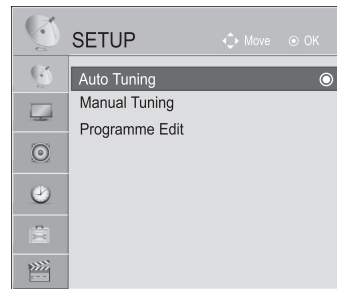 SETUP
Move
OK
Auto Tuning
Manual Tuning
Programme Edit